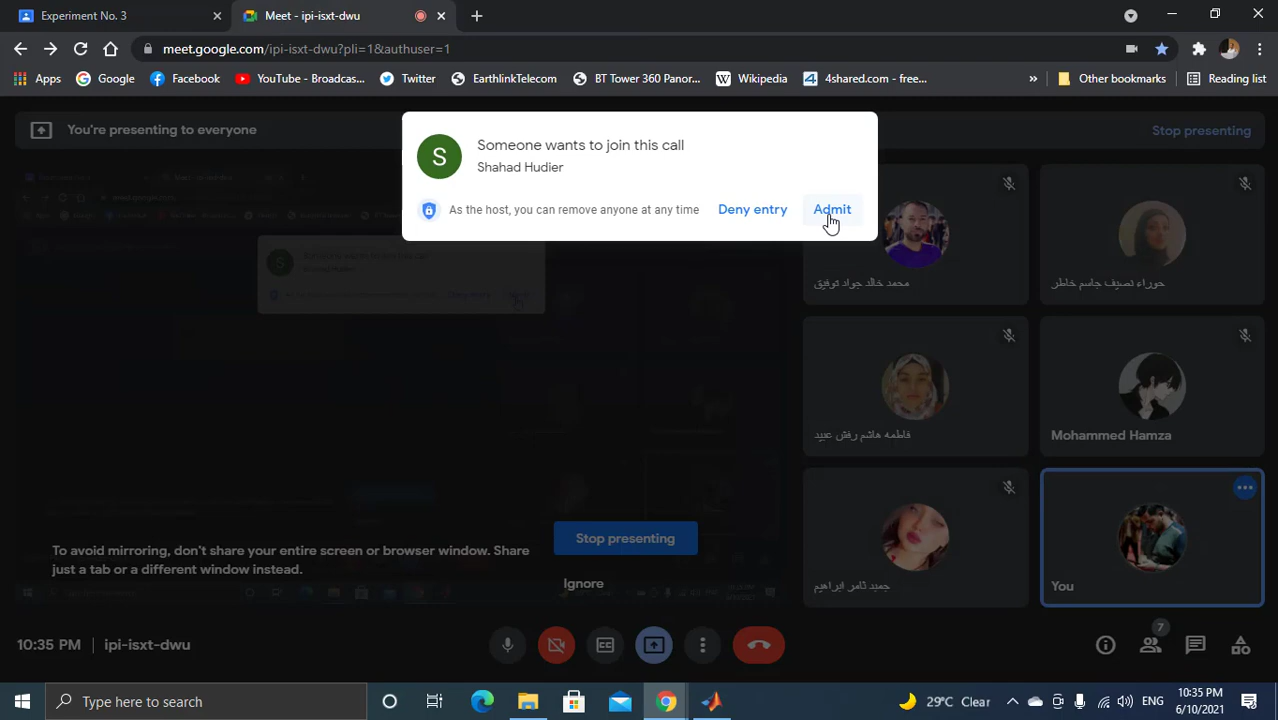 Experiment No. 3
Meet - ipi-isxt-dwu
meet.google.com/ipi-isxt-dwu?pli=1&authuser=1
Apps
Google
Facebook
YouTube - Broadcas...
Twitter
EarthlinkTelecom
BT Tower 360 Panor...
Wikipedia
4shared.com - free...
»
Other bookmarks
Reading list
You're presenting to everyone
Stop presenting
S
Someone wants to join this call
Shahad Hudier
As the host, you can remove anyone at any time
Deny entry
Admit
محمد خالد جواد توفيق
حوراء نصيف جاسم خاطر
فاطمه هاشم رفش عبيد
Mohammed Hamza
To avoid mirroring, don't share your entire screen or browser window. Share
just a tab or a different window instead.
Stop presenting
Ignore
ثامر ابراهيم
You
10:35 PM | ipi-isxt-dwu
7
Type here to search
29°C Clear
ENG
10:35 PM
6/10/2021